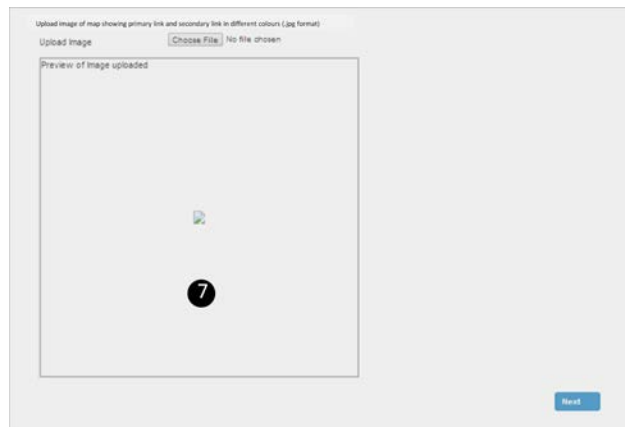 Upload image of map showing primary link and secondary link in different colours (.jpg format)
Upload Image Choose File No file chosen
Preview of Image uploaded
7
Next